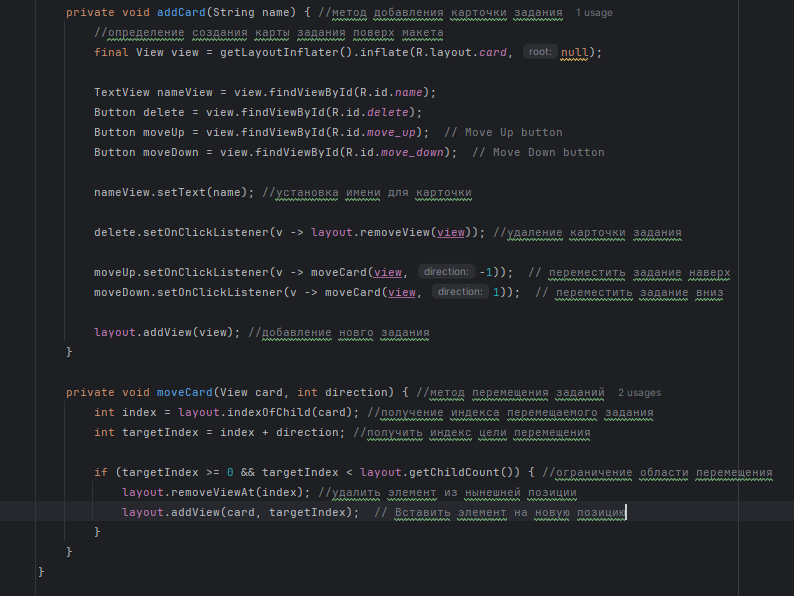 private void addCard(String name) { //метод добавления карточки задания 1 usage
//определение создания карты задания поверх макета
final View view = getLayoutInflater().inflate(R.layout.card, root: null);
TextView nameView = view.findViewById(R.id.name);
Button delete = view.findViewById(R.id.delete);
Button moveUp = view.findViewById(R.id.move_up); // Move Up button
Button moveDown = view.findViewById(R.id.move_down); // Move Down button
nameView.setText(name); //установка имени для карточки
delete.setOnClickListener(v -> layout.removeView(view)); //удаление карточки задания
moveUp.setOnClickListener(v -> moveCard(view, direction: -1)); // переместить задание наверх
moveDown.setOnClickListener(v -> moveCard(view, direction: 1)); // переместить задание вниз
layout.addView(view); //добавление новго задания
}
private void moveCard(View card, int direction) { //метод перемещения заданий 2 usages
int index = layout.indexOfChild(card); //получение индекса перемещаемого задания
int targetIndex = index + direction; //получить индекс цели перемещения
if (targetIndex >= 0 && targetIndex < layout.getChildCount()) { //ограничение области перемещения
layout.removeViewAt(index); //удалить элемент из нынешней позиции
layout.addView(card, targetIndex); // Вставить элемент на новую позицию
}
}
}